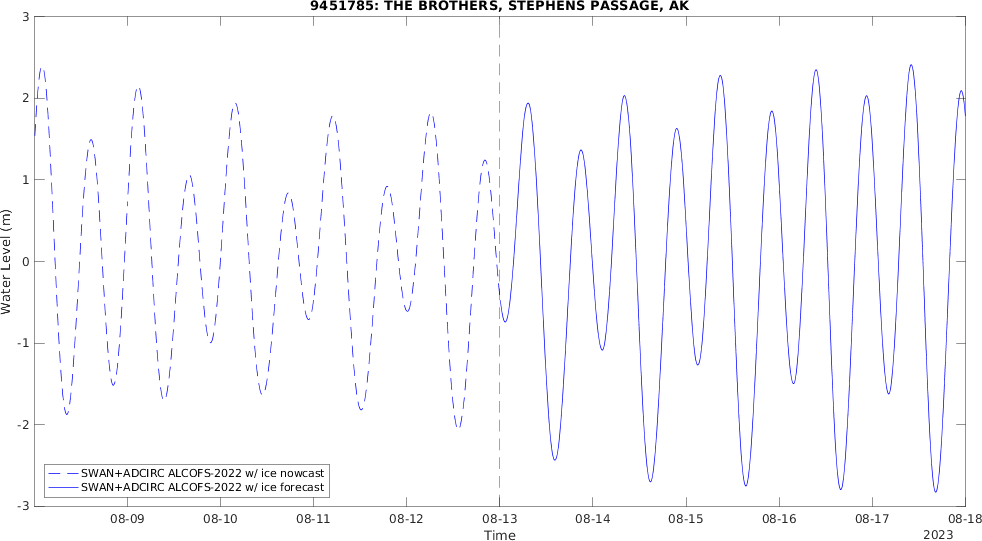 9451785: THE BROTHERS, STEPHENS PASSAGE, AK
3
2
1
0
-1
-2
-3
Water Level (m)
SWAN+ADCIRC ALCOFS-2022 w/ ice nowcast
SWAN+ADCIRC ALCOFS-2022 w/ ice forecast
08-09 08-10 08-11 08-12 08-13 08-14 08-15 08-16 08-17 08-18
Time
2023